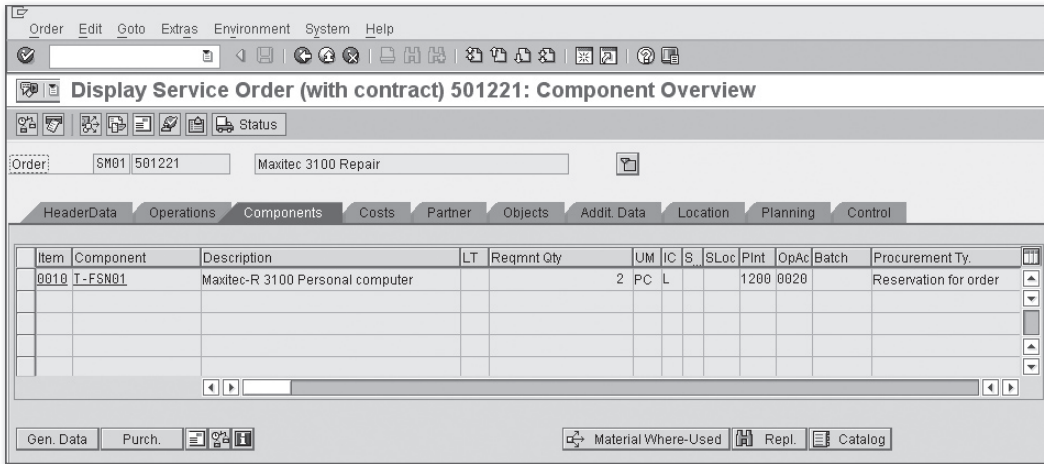 Order Edit Goto Extras Environment System Help
Display Service Order (with contract) 501221: Component Overview
Status
Order SM01 501221 Maxitec 3100 Repair
HeaderData Operations Components Costs Partner Objects Addit. Data Location Planning Control
Item Component Description LT Reqmnt Qty UM IC S.. SLoc Plnt OpAc Batch Procurement Ty.
0010 T-FSN01 Maxitec-R 3100 Personal computer 2 PC L 1200 0020 Reservation for order
Gen. Data Purch. Material Where-Used Repl. Catalog